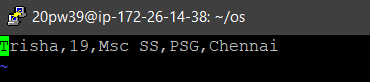 20pw39@ip-172-26-14-38: ~/os
Trisha,19,Msc SS,PSG,Chennai
~